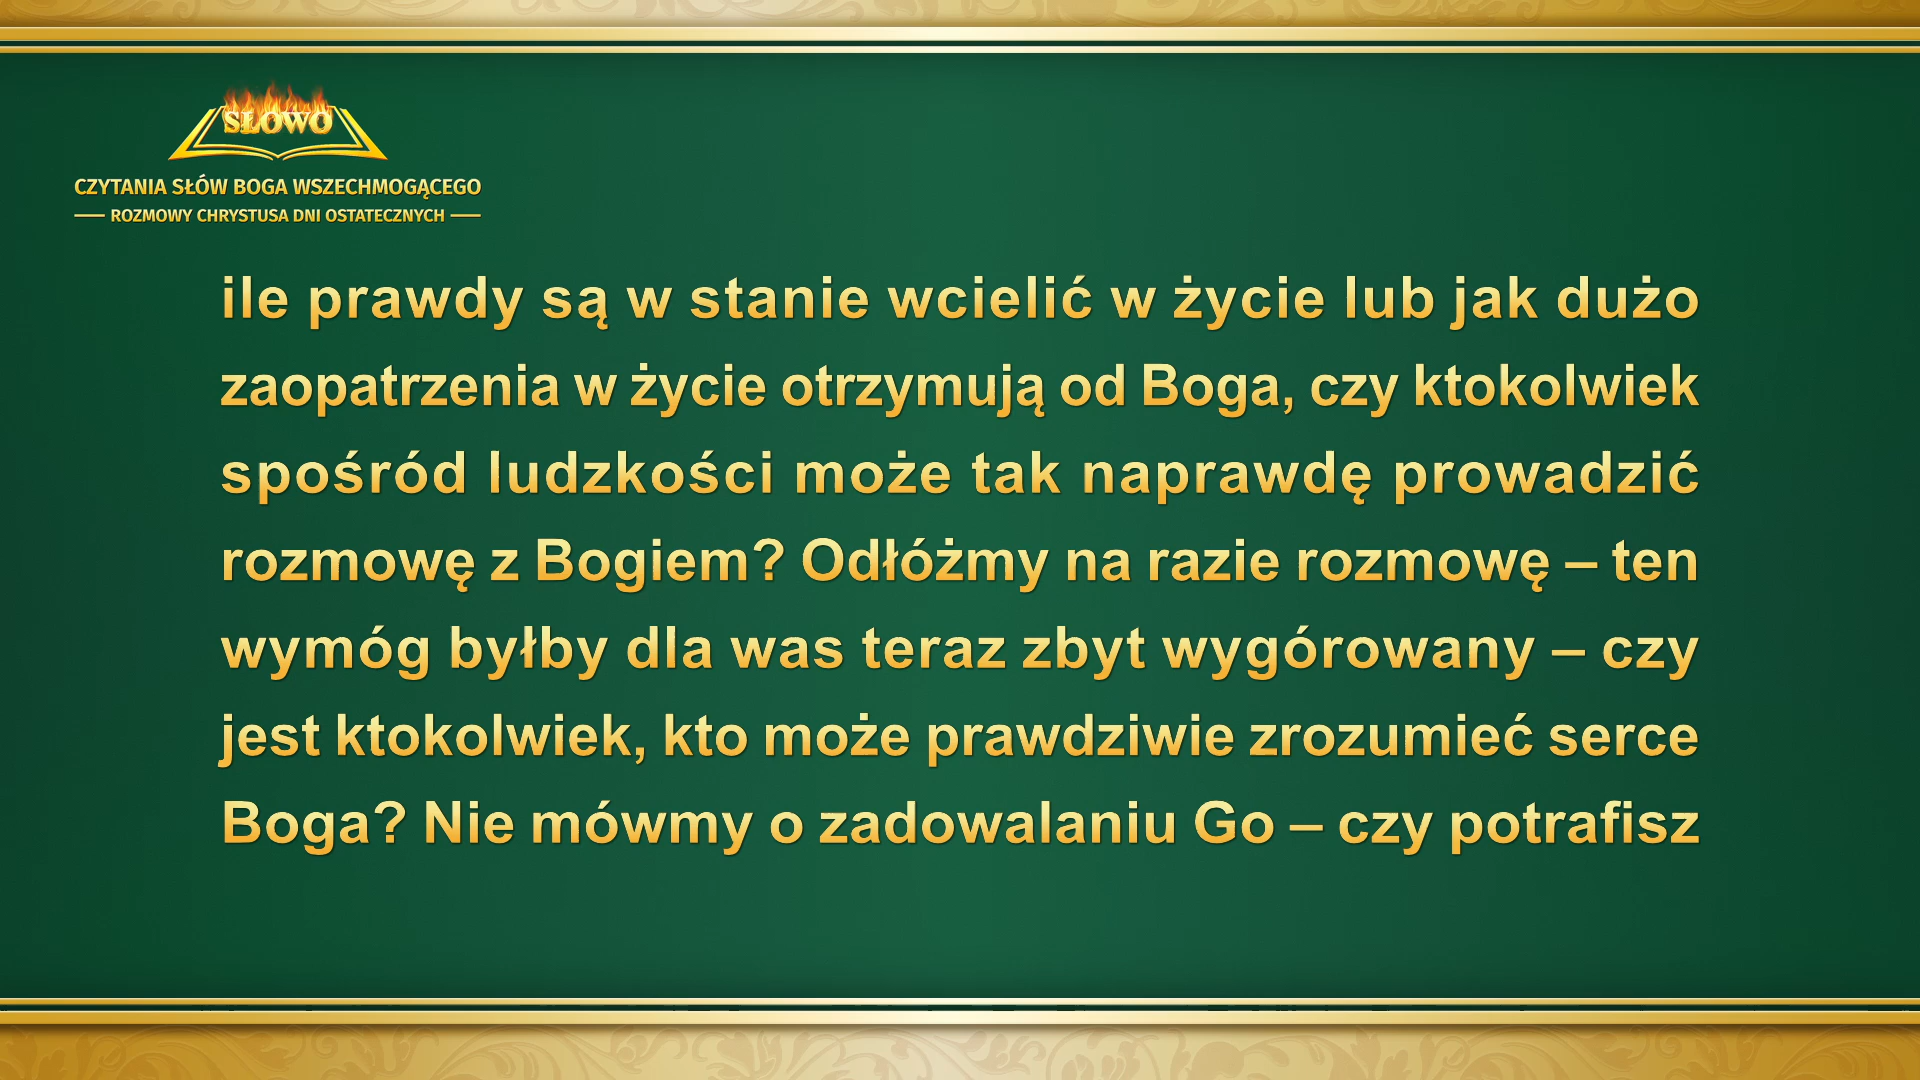 SŁOWO
CZYTANIA SŁÓW BOGA WSZECHMOGĄCEGO
ROZMOWY CHRYSTUSA DNI OSTATECZNYCH
ile prawdy są w stanie wcielić w życie lub jak dużo
zaopatrzenia w życie otrzymują od Boga, czy ktokolwiek
spośród ludzkości może tak naprawdę prowadzić
rozmowę z Bogiem? Odłóżmy na razie rozmowę – ten
wymóg byłby dla was teraz zbyt wygórowany – czy
jest ktokolwiek, kto może prawdziwie zrozumieć serce
Boga? Nie mówmy o zadowalaniu Go – czy potrafisz